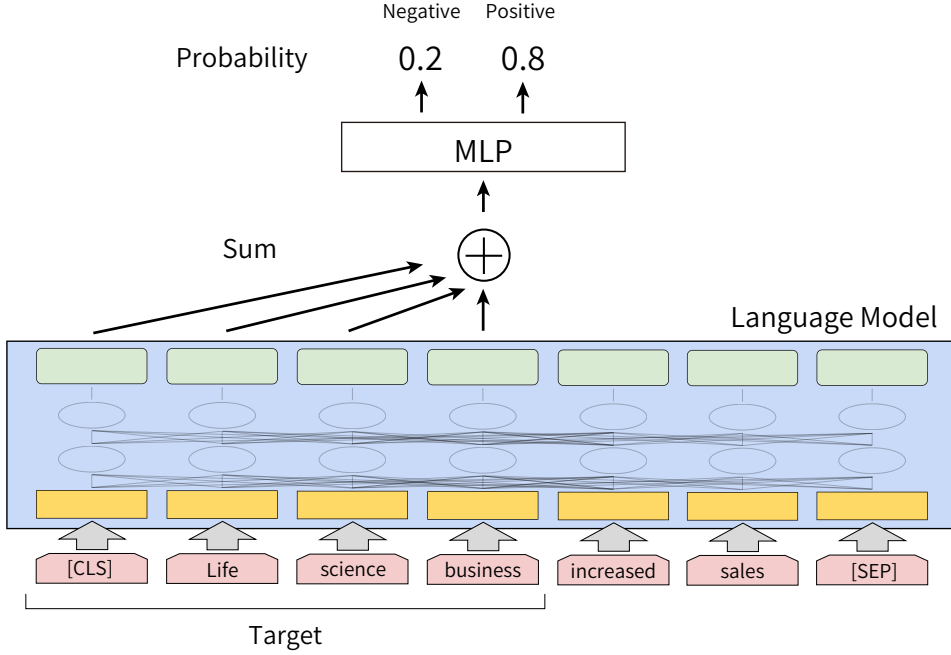 Negative Positive
Probability 0.2 0.8
MLP
Sum
Language Model
[CLS] Life science business increased sales [SEP]
Target